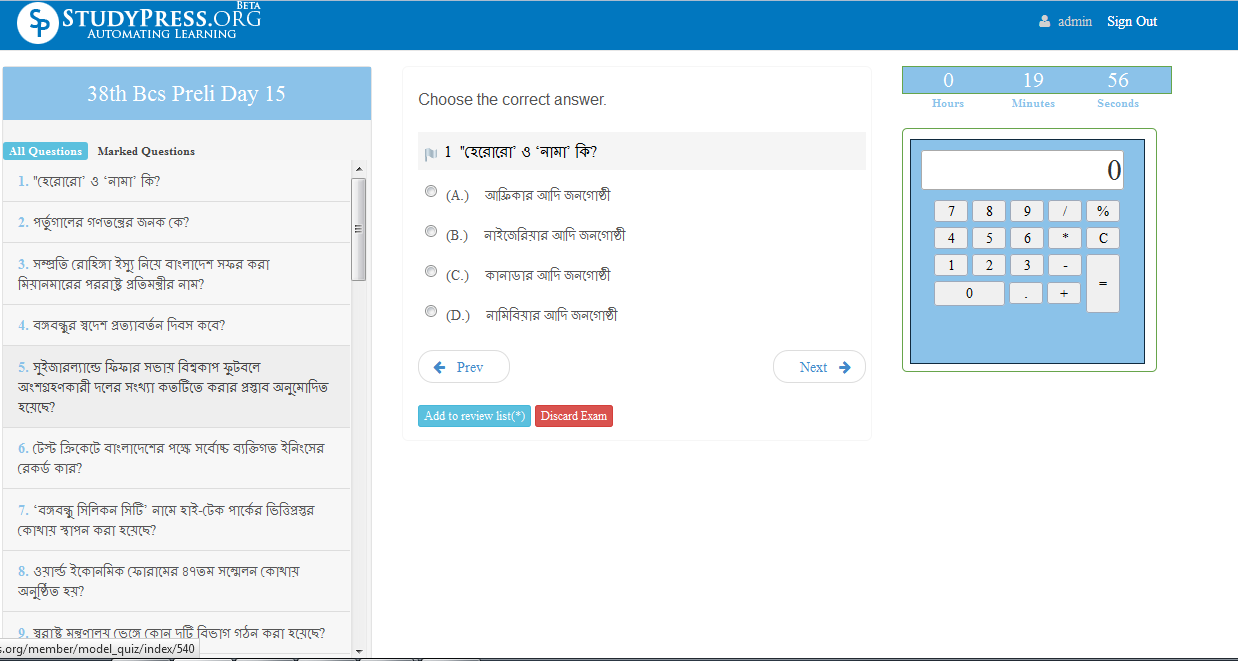 SP STUDYPRESS.ORG BETA
AUTOMATING LEARNING
admin Sign Out
38th Bcs Preli Day 15
All Questions Marked Questions
1. "হেরোরো’ ও ‘নামা’ কি?
2. পর্তুগালের গণতন্ত্রের জনক কে?
3. সম্প্রতি রোহিঙ্গা ইস্যু নিয়ে বাংলাদেশ সফর করা
মিয়ানমারের পররাষ্ট্র প্রতিমন্ত্রীর নাম?
4. বঙ্গবন্ধুর স্বদেশ প্রত্যাবর্তন দিবস কবে?
5. সুইজারল্যান্ডে ফিফার সভায় বিশ্বকাপ ফুটবলে
অংশগ্রহণকারী দলের সংখ্যা কতটিতে করার প্রস্তাব অনুমোদিত
হয়েছে?
6. টেস্ট ক্রিকেটে বাংলাদেশের পক্ষে সর্বোচ্চ ব্যক্তিগত ইনিংসের
রেকর্ড কার?
7. ‘বঙ্গবন্ধু সিলিকন সিটি’ নামে হাই-টেক পার্কের ভিত্তিপ্রস্তর
কোথায় স্থাপন করা হয়েছে?
8. ওয়ার্ল্ড ইকোনমিক ফোরামের ৪৭তম সম্মেলন কোথায়
অনুষ্ঠিত হয়?
9. স্বরাষ্ট্র মন্ত্রণালয় ভেঙ্গে কোন দুটি বিভাগ গঠন করা হয়েছে?
s.org/member/model_quiz/index/540
Choose the correct answer.
1 "হেরোরো’ ও ‘নামা’ কি?
(A.) আফ্রিকার আদি জনগোষ্ঠী
(B.) নাইজেরিয়ার আদি জনগোষ্ঠী
(C.) কানাডার আদি জনগোষ্ঠী
(D.) নামিবিয়ার আদি জনগোষ্ঠী
Prev Next
Add to review list(*) Discard Exam
0 19 56
Hours Minutes Seconds
0
7 8 9 / %
4 5 6 * C
1 2 3 - =
0 . +